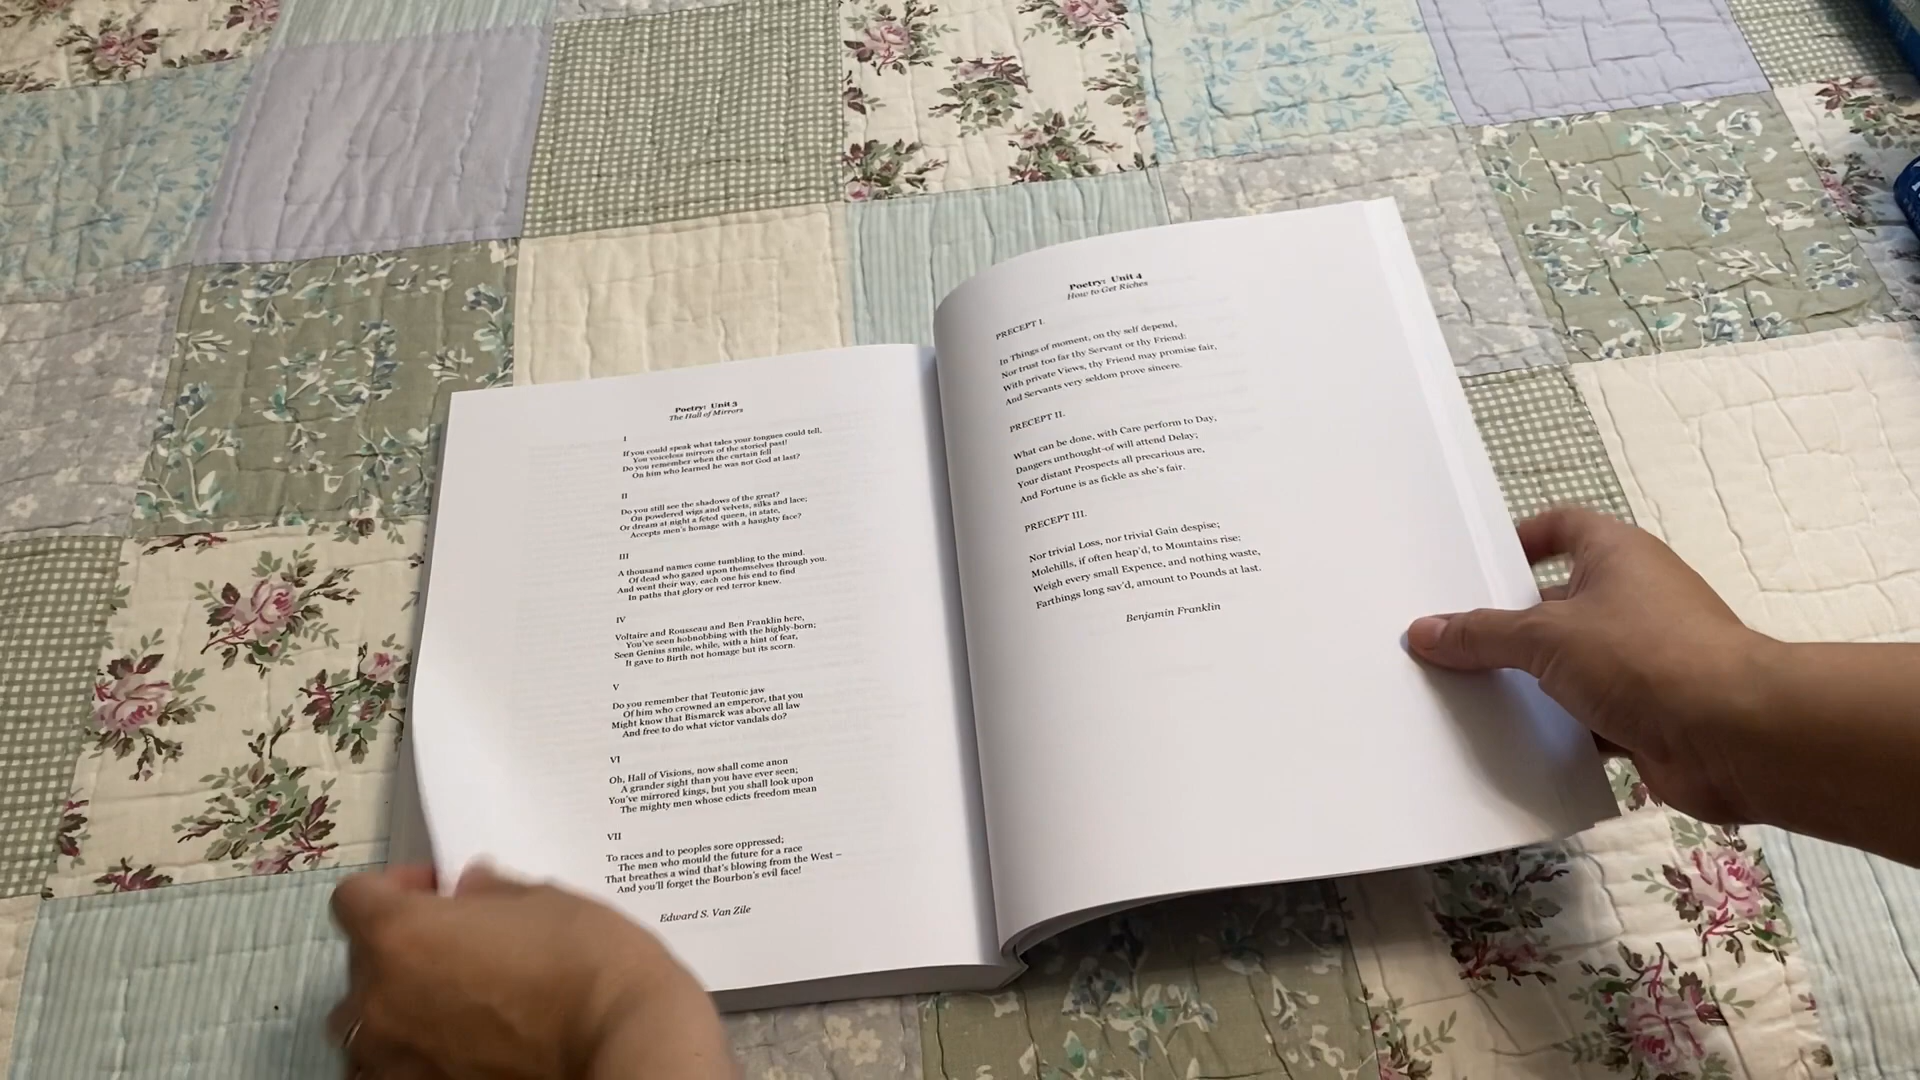 Poetry: Unit 3
The Hall of Mirrors
I
If you could speak what tales your tongues could tell,
You voiceless mirrors of the storied past!
Do you remember when the curtain fell
On him who learned he was not God at last?
II
Do you still see the shadows of the great?
On powdered wigs and velvets, silks and lace;
Or dream at night a feted queen, in state,
Accepts men's homage with a haughty face?
III
A thousand names come tumbling to the mind.
Of dead who gazed upon themselves through you.
And went their way, each one his end to find
In paths that glory or red terror knew.
IV
Voltaire and Rousseau and Ben Franklin here,
You've seen hobnobbing with the highly-born;
Seen Genius smile, while, with a hint of fear,
It gave to Birth not homage but its scorn.
V
Do you remember that Teutonic jaw
Of him who crowned an emperor, that you
Might know that Bismarck was above all law
And free to do what victor vandals do?
VI
Oh, Hall of Visions, now shall come anon
A grander sight than you have ever seen;
You've mirrored kings, but you shall look upon
The mighty men whose edicts freedom mean
VII
To races and to peoples sore oppressed;
The men who mould the future for a race
That breathes a wind that's blowing from the West –
And you'll forget the Bourbon's evil face!
Edward S. Van Zile
Poetry: Unit 4
How to Get Riches
PRECEPT I.
In Things of moment, on thy self depend,
Nor trust too far thy Servant or thy Friend:
With private Views, thy Friend may promise fair,
And Servants very seldom prove sincere.
PRECEPT II.
What can be done, with Care perform to Day,
Dangers unthought-of will attend Delay;
Your distant Prospects all precarious are,
And Fortune is as fickle as she's fair.
PRECEPT III.
Nor trivial Loss, nor trivial Gain despise;
Molehills, if often heap'd, to Mountains rise:
Weigh every small Expence, and nothing waste,
Farthings long sav'd, amount to Pounds at last.
Benjamin Franklin